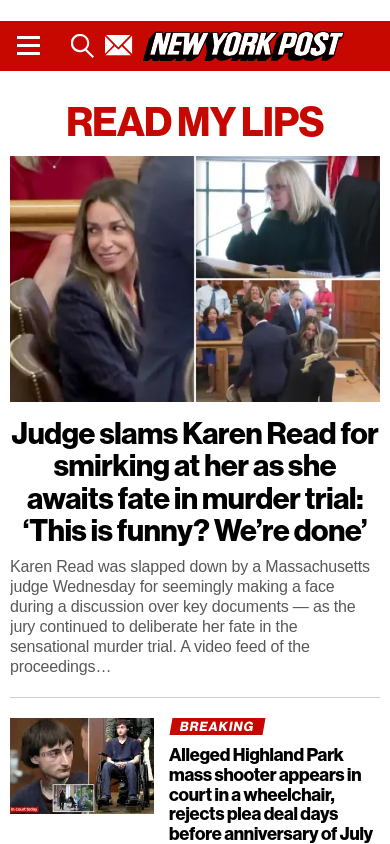 NEW YORK POST
READ MY LIPS
Judge slams Karen Read for
smirking at her as she
awaits fate in murder trial:
‘This is funny? We’re done’
Karen Read was slapped down by a Massachusetts
judge Wednesday for seemingly making a face
during a discussion over key documents — as the
jury continued to deliberate her fate in the
sensational murder trial. A video feed of the
proceedings…
BREAKING
Alleged Highland Park
mass shooter appears in
court in a wheelchair,
rejects plea deal days
before anniversary of July
in court today